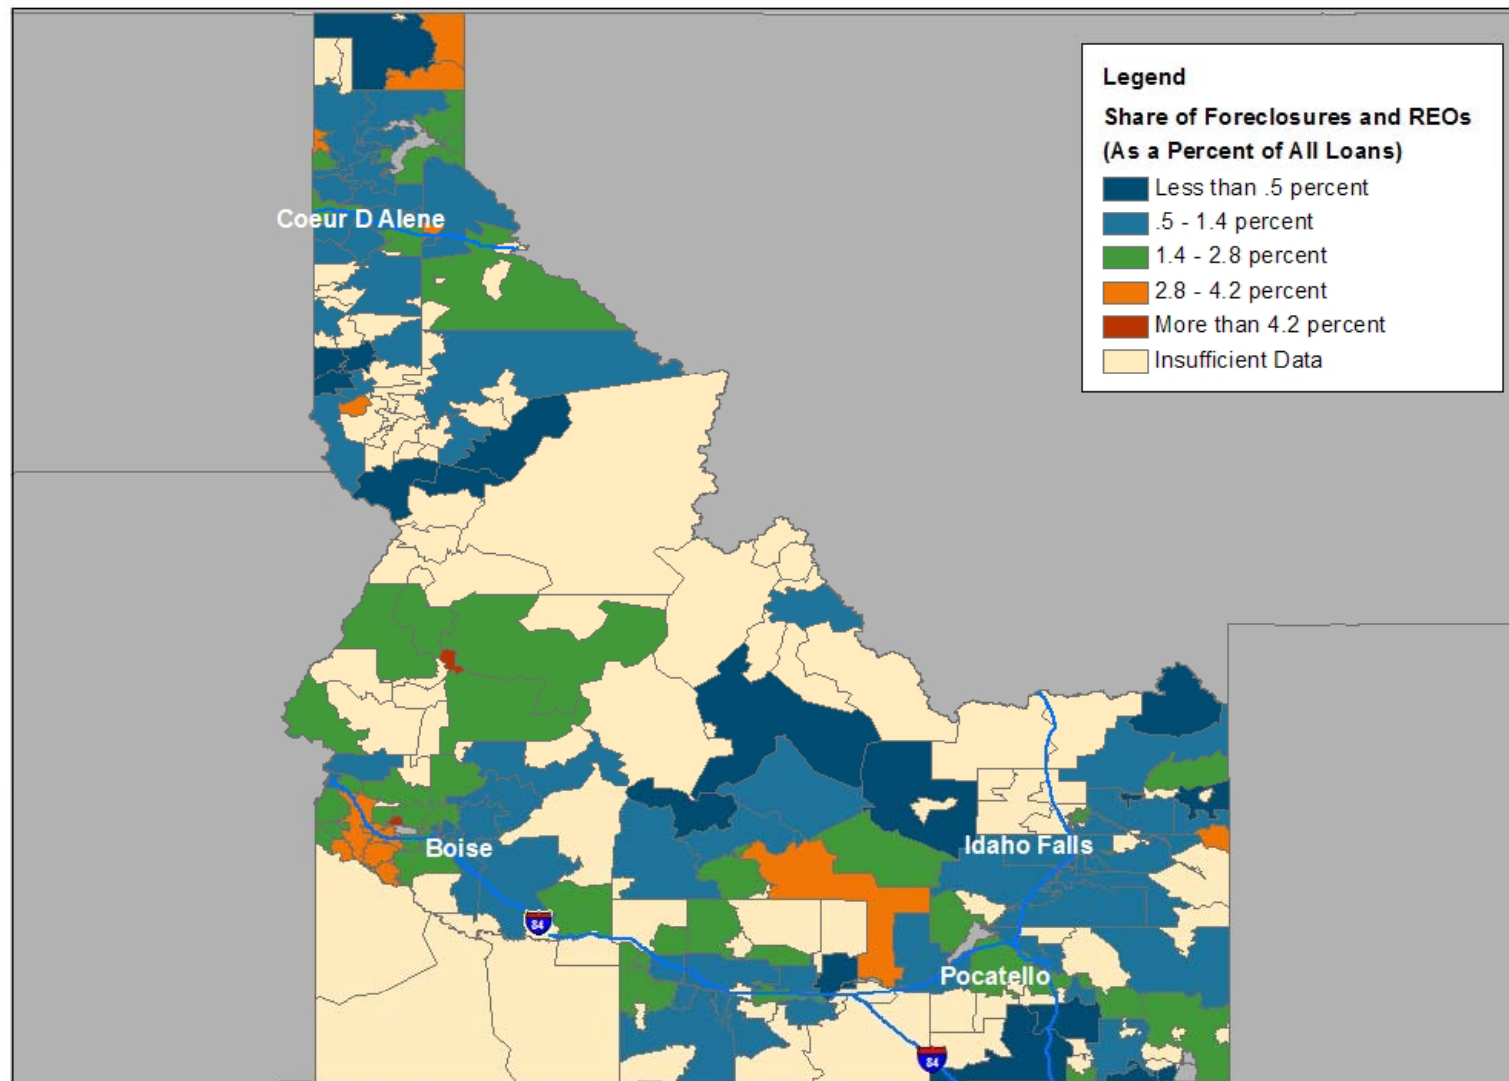 Legend
Share of Foreclosures and REOs
(As a Percent of All Loans)
Less than .5 percent
.5 - 1.4 percent
1.4 - 2.8 percent
2.8 - 4.2 percent
More than 4.2 percent
Insufficient Data
Coeur D Alene
Boise
Idaho Falls
84
Pocatello
84